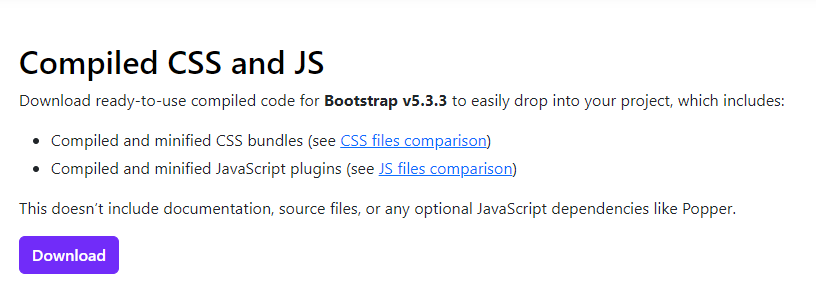 Compiled CSS and JS
Download ready-to-use compiled code for Bootstrap v5.3.3 to easily drop into your project, which includes:
• Compiled and minified CSS bundles (see CSS files comparison)
• Compiled and minified JavaScript plugins (see JS files comparison)
This doesn’t include documentation, source files, or any optional JavaScript dependencies like Popper.
Download